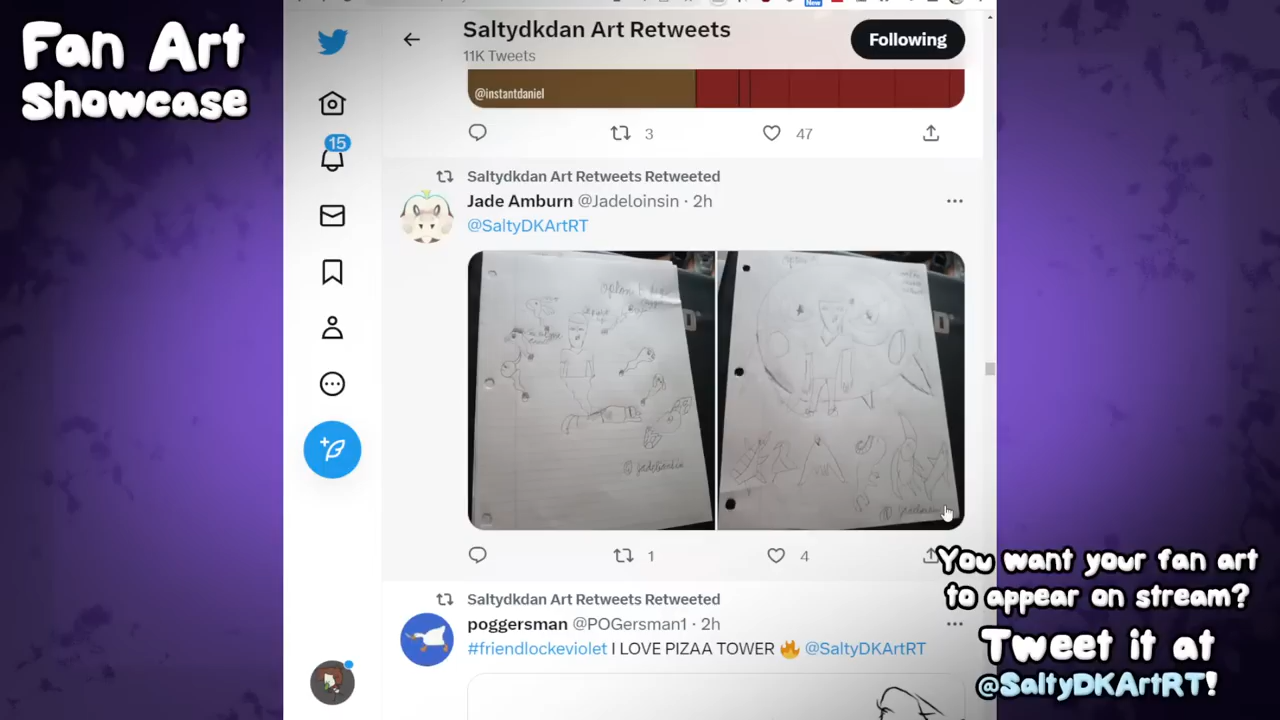 Fan Art
Showcase
New
Saltydkdan Art Retweets
11K Tweets
Following
15
@instantdaniel
3
47
Saltydkdan Art Retweets Retweeted
Jade Amburn @Jadeloinsin · 2h
@SaltyDKArtRT
1
4
Saltydkdan Art Retweets Retweeted
poggersman @POGersman1 · 2h
#friendlockeviolet I LOVE PIZAA TOWER 🔥 @SaltyDKArtRT
You want your fan art
to appear on stream?
Tweet it at
@SaltyDKArtRT!